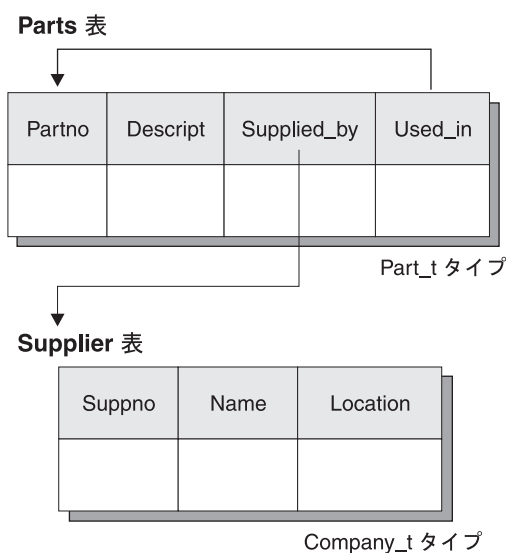 Parts 表
Partno Descript Supplied_by Used_in
Part_t タイプ
Supplier 表
Suppno Name Location
Company_t タイプ